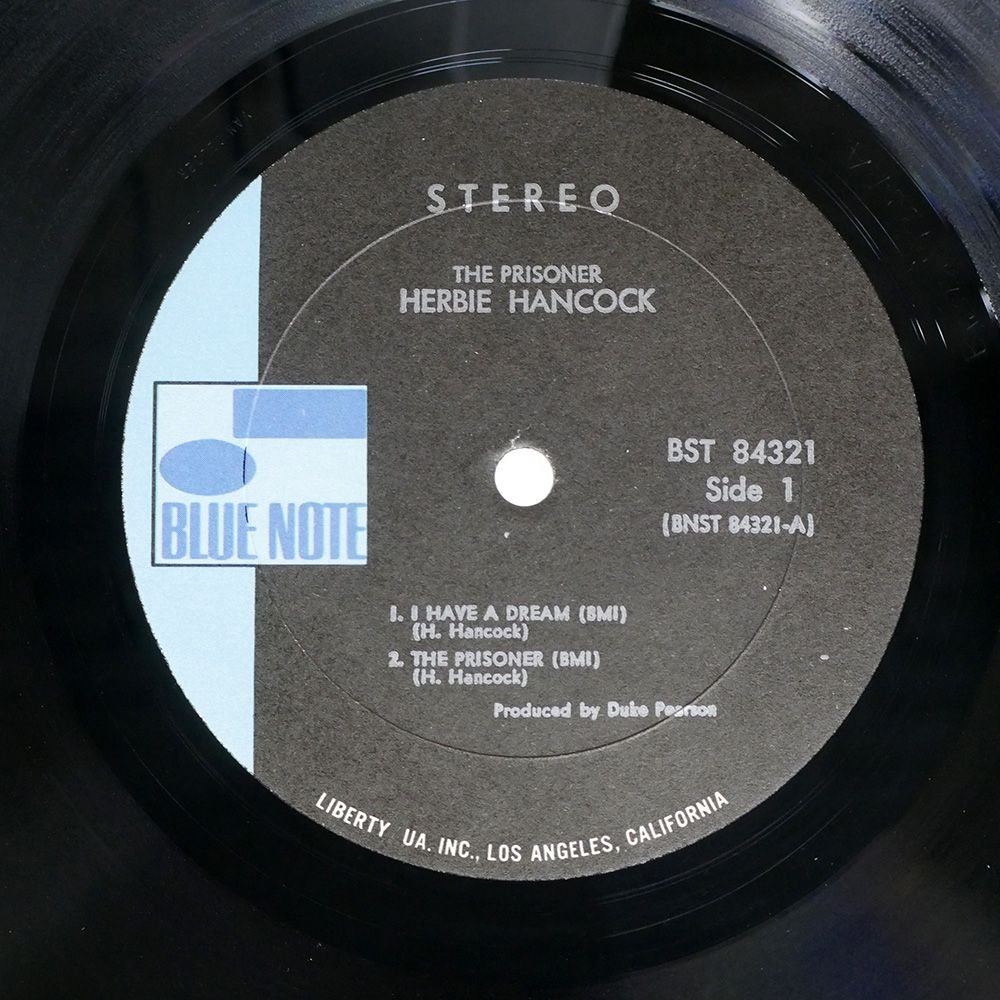 STEREO
THE PRISONER
HERBIE HANCOCK
BLUE NOTE
BST 84321
Side 1
(BNST 84321-A)
1. I HAVE A DREAM (BMI)
(H. Hancock)
2. THE PRISONER (BMI)
(H. Hancock)
Produced by Duke Pearson
LIBERTY UA. INC., LOS ANGELES, CALIFORNIA